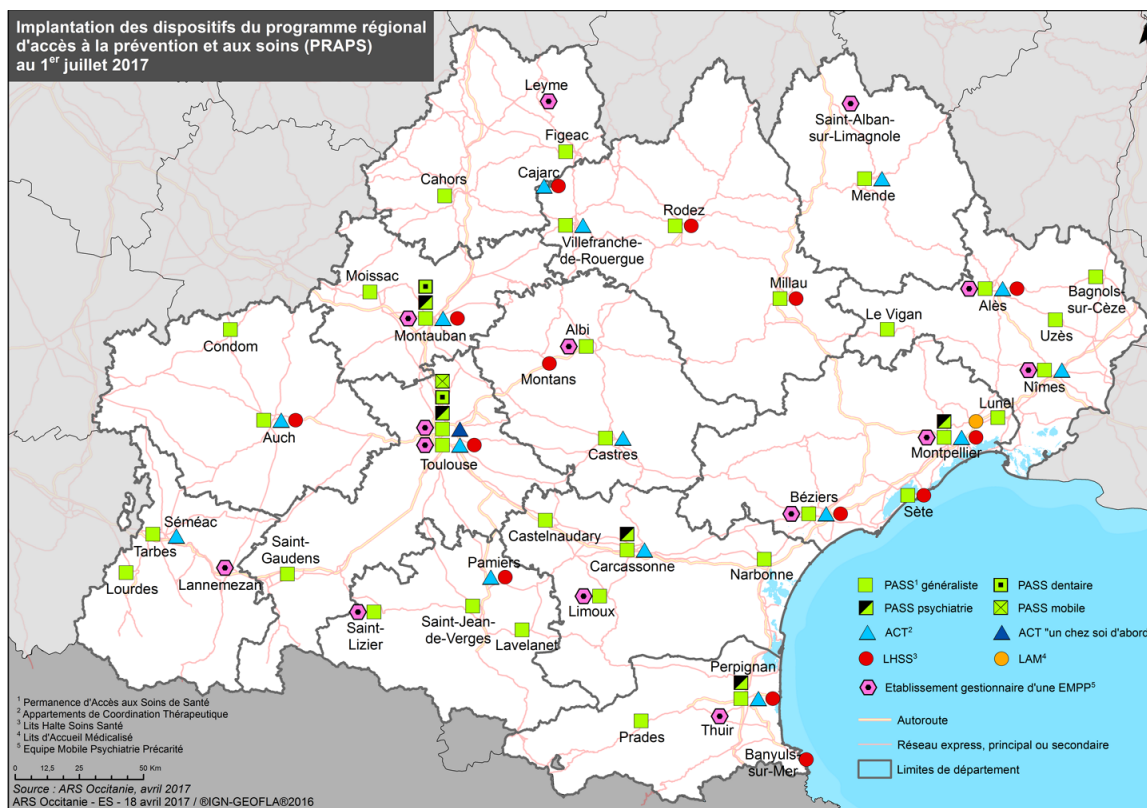 Implantation des dispositifs du programme régional
d'accès à la prévention et aux soins (PRAPS)
au 1er juillet 2017
Leyme
Saint-Alban-
sur-Limagnole
Figeac
Cajarc
Cahors
Mende
Rodez
Villefranche-
de-Rouergue
Moissac
Millau
Alès
Bagnols-
sur-Cèze
Le Vigan
Uzès
Condom
Montauban
Albi
Montans
Nîmes
Lunel
Auch
Toulouse
Castres
Montpellier
Béziers
Sète
Séméac
Tarbes
Lourdes
Lannemezan
Saint-
Gaudens
Castelnaudary
Carcassonne
Narbonne
Pamiers
Limoux
Saint-
Lizier
Saint-Jean-
de-Verges
Lavelanet
Perpignan
Prades
Thuir
Banyuls-
sur-Mer
PASS1 généraliste
PASS dentaire
PASS psychiatrie
PASS mobile
ACT2
ACT "un chez soi d'abord
LHSS3
LAM4
Etablissement gestionnaire d'une EMPP5
Autoroute
Réseau express, principal ou secondaire
Limites de département
1 Permanence d'Accès aux Soins de Santé
2 Appartements de Coordination Thérapeutique
3 Lits Halte Soins Santé
4 Lits d'Accueil Médicalisé
5 Equipe Mobile Psychiatrie Précarité
0 12,5 25 50 Km
Source : ARS Occitanie, avril 2017
ARS Occitanie - ES - 18 avril 2017 / ®IGN-GEOFLA®2016